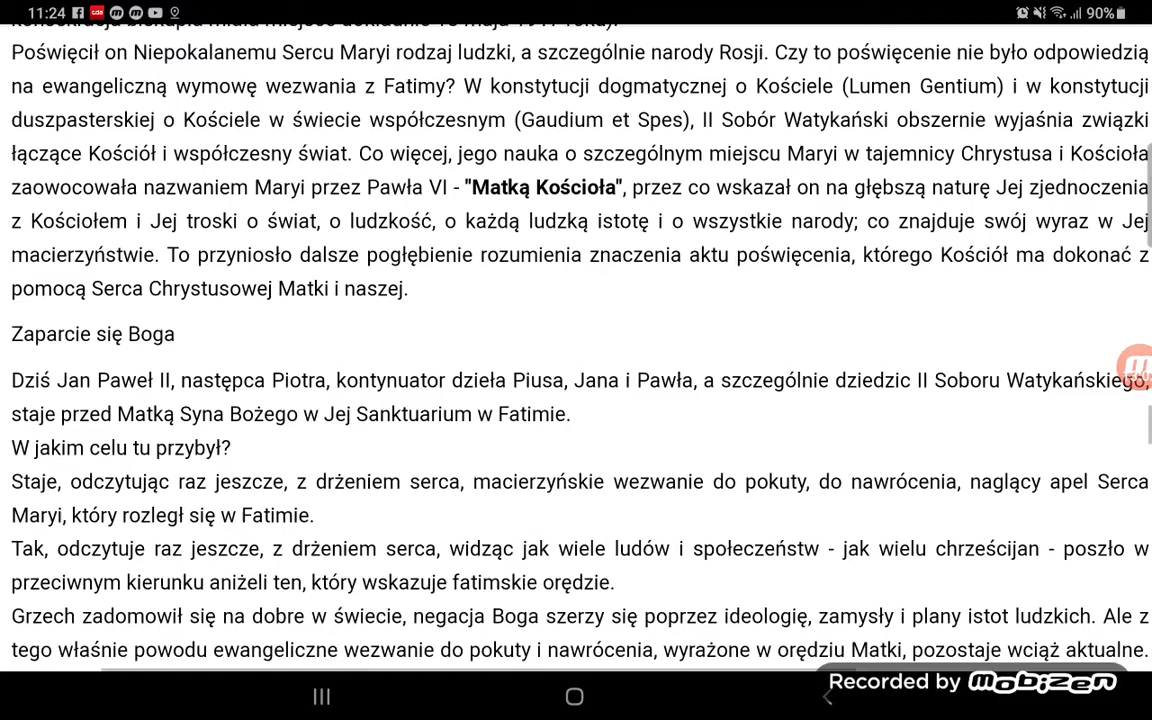 11:24
90%
Poświęcił on Niepokalanemu Sercu Maryi rodzaj ludzki, a szczególnie narody Rosji. Czy to poświęcenie nie było odpowiedzią
na ewangeliczną wymowę wezwania z Fatimy? W konstytucji dogmatycznej o Kościele (Lumen Gentium) i w konstytucji
duszpasterskiej o Kościele w świecie współczesnym (Gaudium et Spes), II Sobór Watykański obszernie wyjaśnia związki
łączące Kościół i współczesny świat. Co więcej, jego nauka o szczególnym miejscu Maryi w tajemnicy Chrystusa i Kościoła
zaowocowała nazwaniem Maryi przez Pawła VI - "Matką Kościoła", przez co wskazał on na głębszą naturę Jej zjednoczenia
z Kościołem i Jej troski o świat, o ludzkość, o każdą ludzką istotę i o wszystkie narody; co znajduje swój wyraz w Jej
macierzyństwie. To przyniosło dalsze pogłębienie rozumienia znaczenia aktu poświęcenia, którego Kościół ma dokonać z
pomocą Serca Chrystusowej Matki i naszej.
Zaparcie się Boga
Dziś Jan Paweł II, następca Piotra, kontynuator dzieła Piusa, Jana i Pawła, a szczególnie dziedzic II Soboru Watykańskiego,
staje przed Matką Syna Bożego w Jej Sanktuarium w Fatimie.
W jakim celu tu przybył?
Staje, odczytując raz jeszcze, z drżeniem serca, macierzyńskie wezwanie do pokuty, do nawrócenia, naglący apel Serca
Maryi, który rozległ się w Fatimie.
Tak, odczytuje raz jeszcze, z drżeniem serca, widząc jak wiele ludów i społeczeństw - jak wielu chrześcijan - poszło w
przeciwnym kierunku aniżeli ten, który wskazuje fatimskie orędzie.
Grzech zadomowił się na dobre w świecie, negacja Boga szerzy się poprzez ideologię, zamysły i plany istot ludzkich. Ale z
tego właśnie powodu ewangeliczne wezwanie do pokuty i nawrócenia, wyrażone w orędziu Matki, pozostaje wciąż aktualne.
Recorded by mobizen